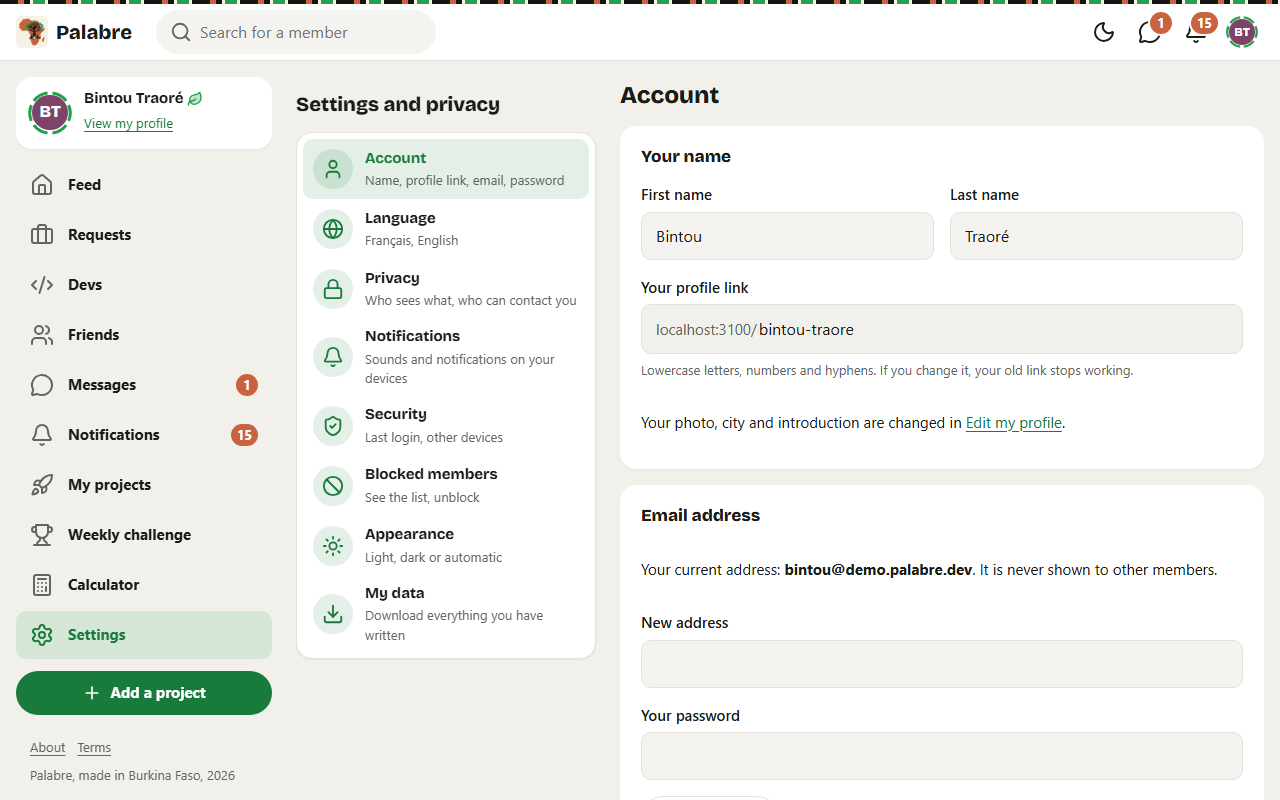 Palabre
Search for a member
1
15
BT
BT
Bintou Traoré
View my profile
Feed
Requests
Devs
Friends
Messages
1
Notifications
15
My projects
Weekly challenge
Calculator
Settings
Add a project
About Terms
Palabre, made in Burkina Faso, 2026
Settings and privacy
Account
Name, profile link, email, password
Language
Français, English
Privacy
Who sees what, who can contact you
Notifications
Sounds and notifications on your
devices
Security
Last login, other devices
Blocked members
See the list, unblock
Appearance
Light, dark or automatic
My data
Download everything you have
written
Account
Your name
First name
Last name
Bintou
Traoré
Your profile link
localhost:3100/bintou-traore
Lowercase letters, numbers and hyphens. If you change it, your old link stops working.
Your photo, city and introduction are changed in Edit my profile.
Email address
Your current address: bintou@demo.palabre.dev. It is never shown to other members.
New address
Your password